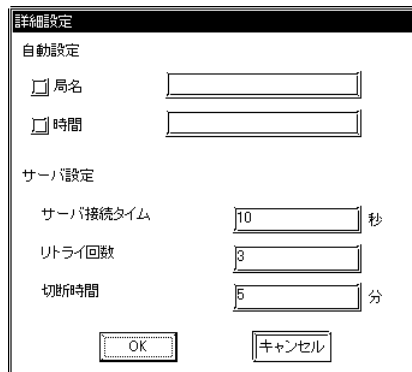 詳細設定
自動設定
局名
時間
サーバ設定
サーバ接続タイム 10 秒
リトライ回数 3
切断時間 5 分
OK キャンセル